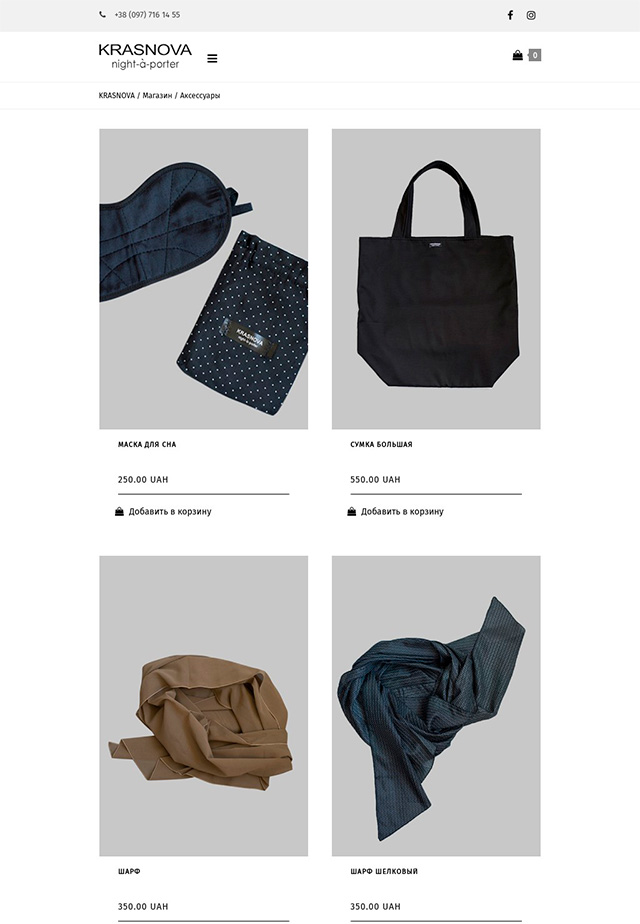 +38 (097) 716 14 55
KRASNOVA
night-à-porter
0
KRASNOVA / Магазин / Аксессуары
KRASNOVA
night-à-porter
МАСКА ДЛЯ СНА
СУМКА БОЛЬШАЯ
250.00 UAH
550.00 UAH
Добавить в корзину
Добавить в корзину
ШАРФ
ШАРФ ШЕЛКОВЫЙ
350.00 UAH
350.00 UAH